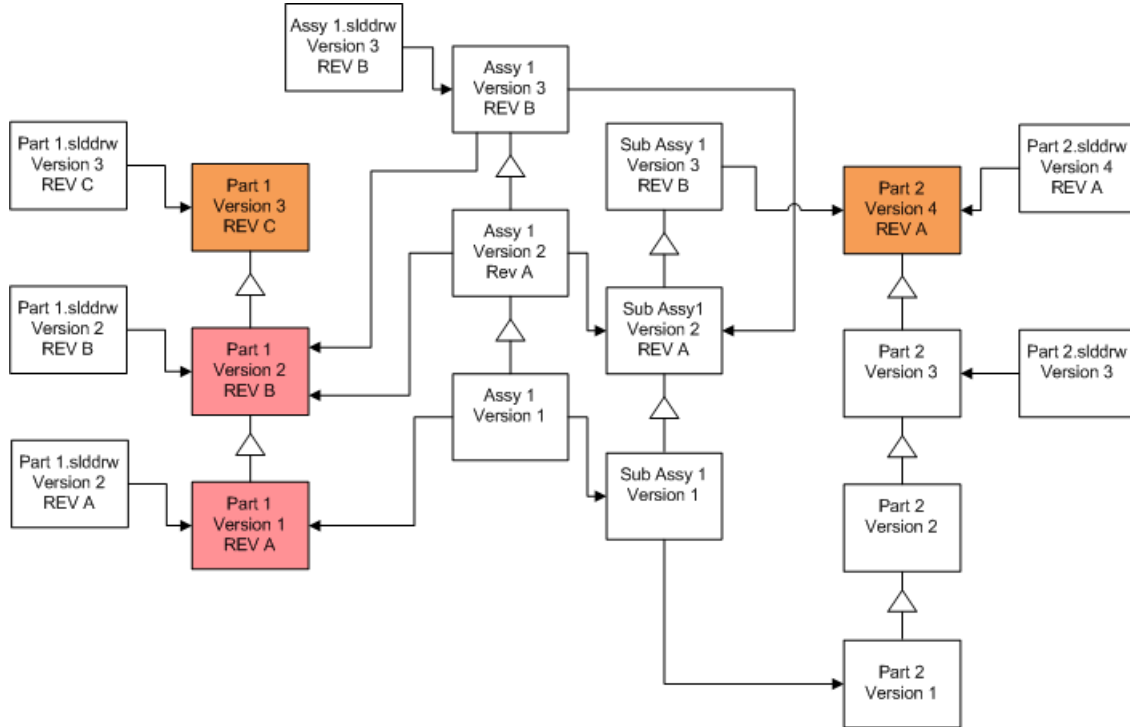 Assy 1.slddrw
Version 3
REV B
Assy 1
Version 3
REV B
Part 1.slddrw
Version 3
REV C
Part 1
Version 3
REV C
Sub Assy 1
Version 3
REV B
Part 2
Version 4
REV A
Part 2.slddrw
Version 4
REV A
Assy 1
Version 2
Rev A
Part 1.slddrw
Version 2
REV B
Part 1
Version 2
REV B
Sub Assy1
Version 2
REV A
Part 2
Version 3
Part 2.slddrw
Version 3
Assy 1
Version 1
Part 1.slddrw
Version 2
REV A
Part 1
Version 1
REV A
Sub Assy 1
Version 1
Part 2
Version 2
Part 2
Version 1